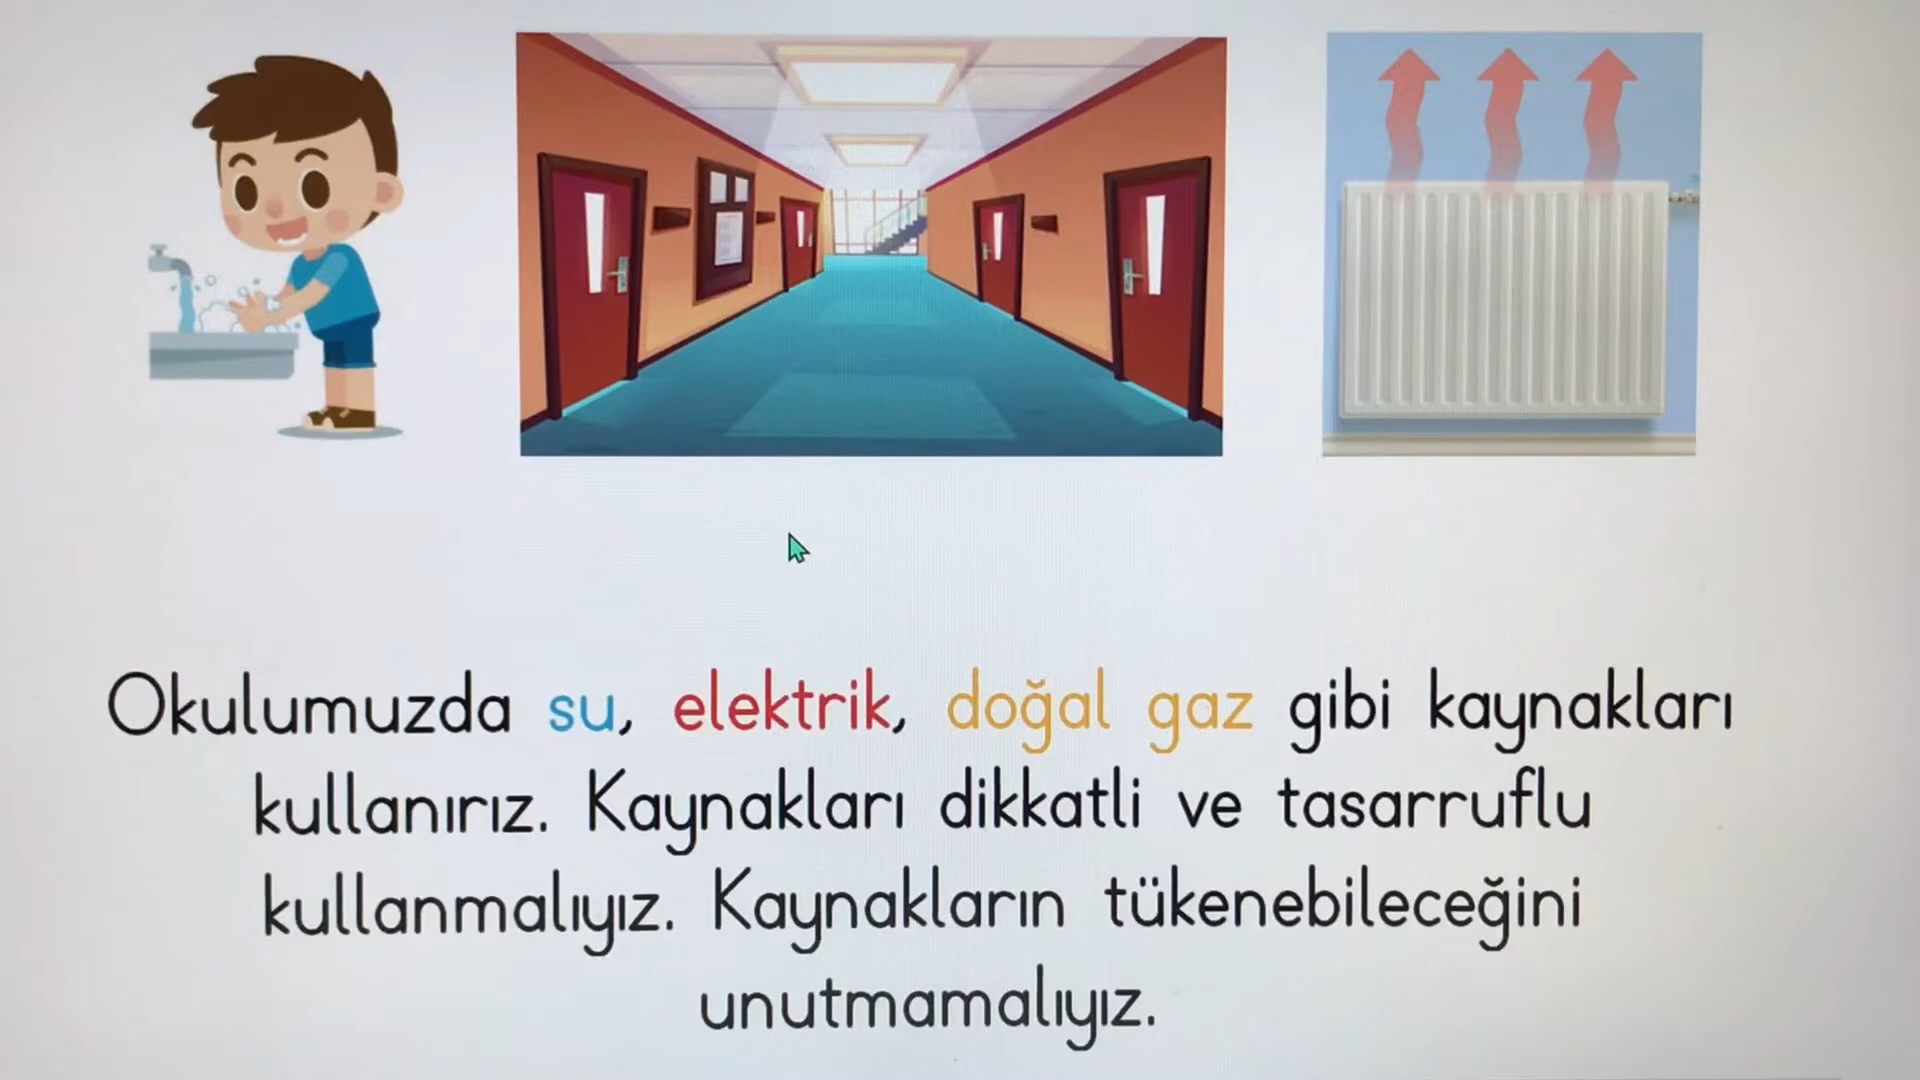 Okulumuzda su, elektrik, doğal gaz gibi kaynakları
kullanırız. Kaynakları dikkatli ve tasarruflu
kullanmalıyız. Kaynakların tükenebileceğini
unutmamalıyız.